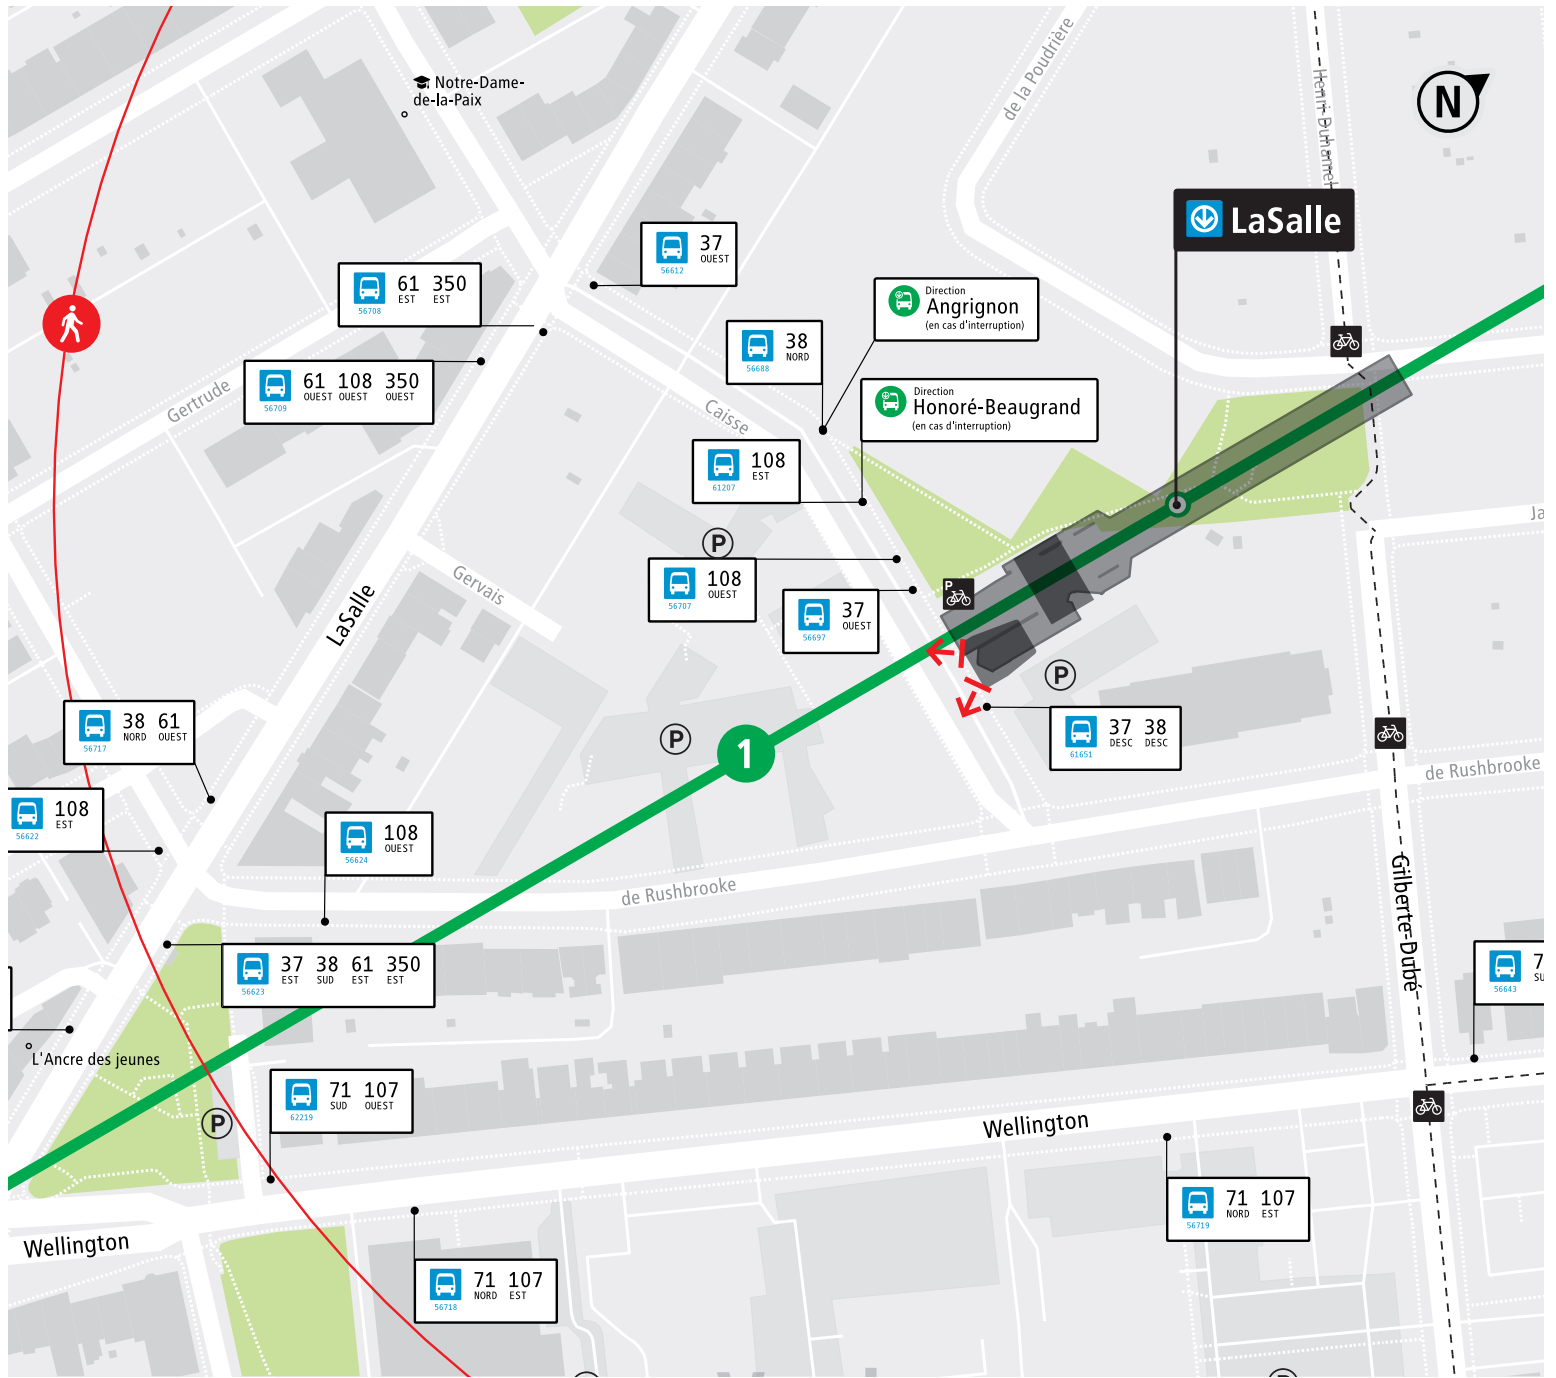 Notre-Dame-
de-la-Paix
de la Poudrière
Henri-Duhamel
N
LaSalle
37
OUEST
56612
61 350
EST EST
56708
Direction
Angrignon
(en cas d'interruption)
38
NORD
56688
61 108 350
OUEST OUEST OUEST
56709
Direction
Honoré-Beaugrand
(en cas d'interruption)
Gertrude
Caisse
108
EST
61207
P
108
OUEST
56707
Gervais
LaSalle
37
OUEST
56697
P
P
38 61
NORD OUEST
56717
P
1
37 38
DESC DESC
61651
de Rushbrooke
108
EST
56622
108
OUEST
56624
de Rushbrooke
Gilberte-Dubé
37 38 61 350
EST SUD EST EST
56623
56643
L'Ancre des jeunes
71 107
SUD OUEST
62219
P
Wellington
71 107
NORD EST
56719
Wellington
71 107
NORD EST
56718